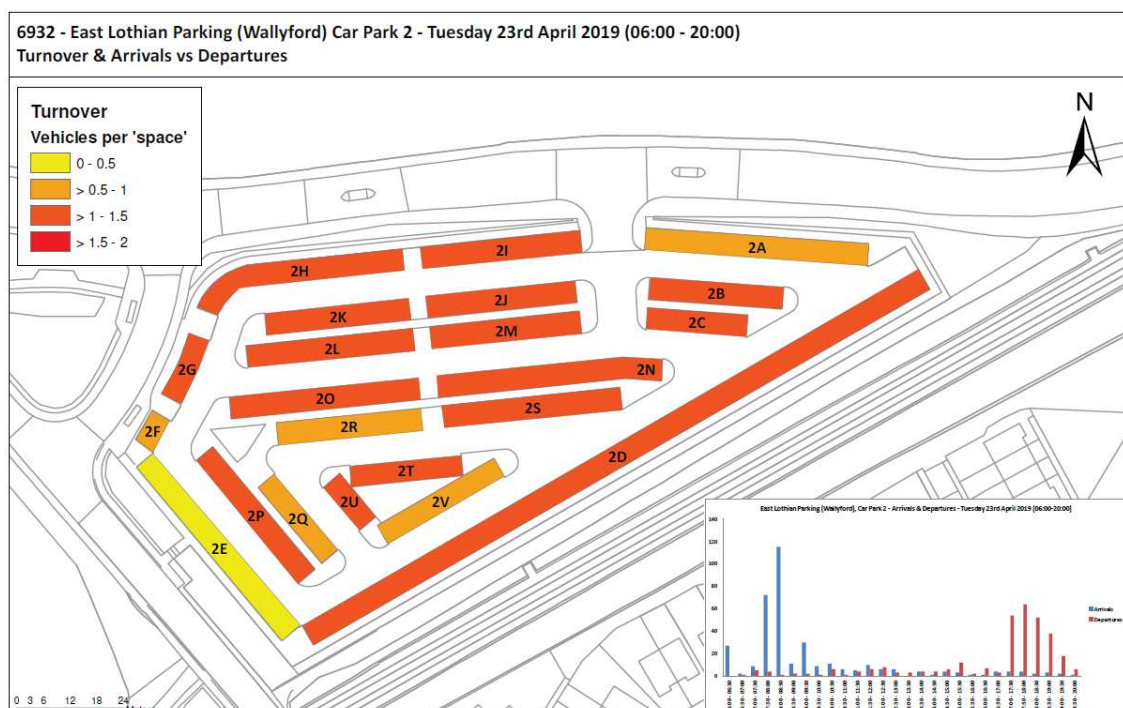 6932 - East Lothian Parking (Wallyford) Car Park 2 - Tuesday 23rd April 2019 (06:00 - 20:00)
Turnover & Arrivals vs Departures
Turnover
Vehicles per 'space'
0 - 0.5
> 0.5 - 1
> 1 - 1.5
> 1.5 - 2
N
2A
2I
2H
2B
2J
2K
2C
2M
2L
2G
2N
2O
2S
2F
2R
2D
2T
2U
2V
2P
2Q
2E
East Lothian Parking (Wallyford), Car Park 2 - Arrivals & Departures - Tuesday 23rd April 2019 (06:00-20:00)
140
120
100
80
60
40
20
0
Arrivals
Departures
0 3 6 12 18 24